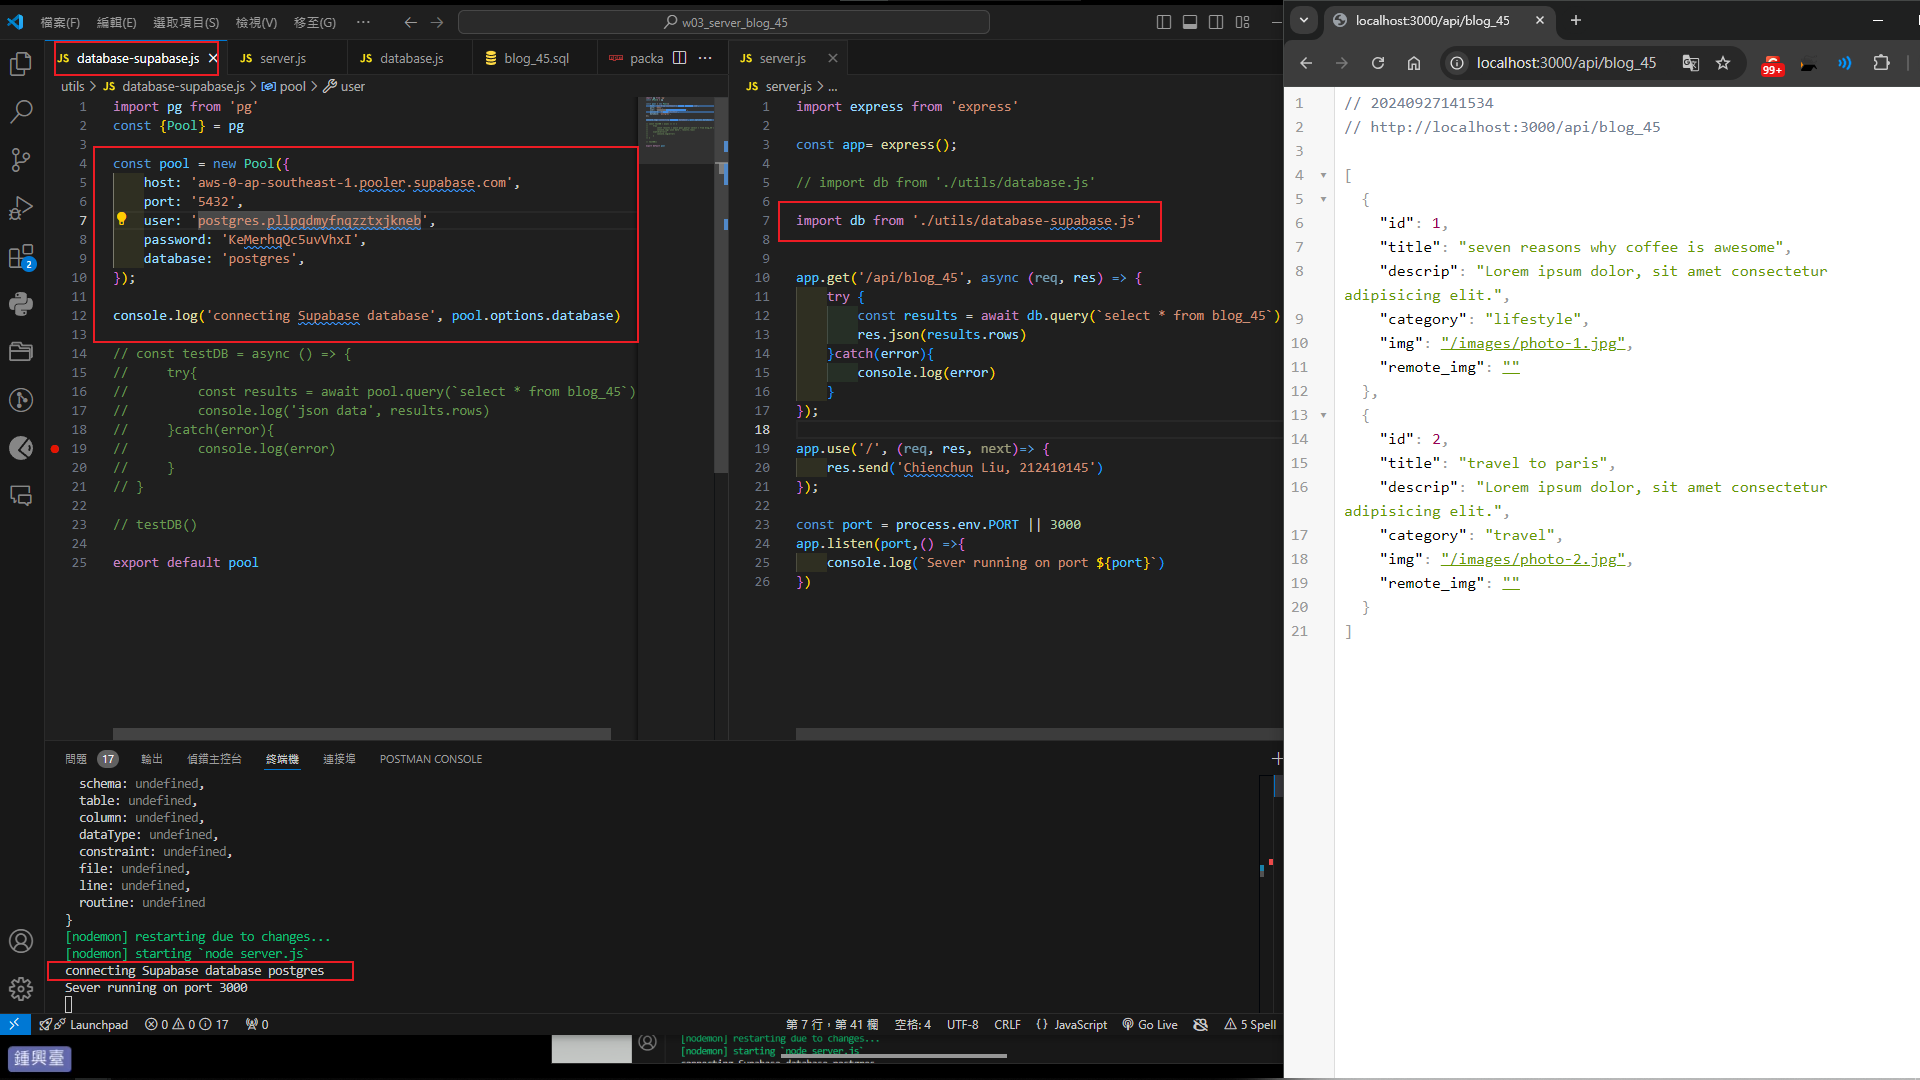 檔案(F) 編輯(E) 選取項目(S) 檢視(V) 移至(G) ··· w03_server_blog_45
JS database-supabase.js × JS server.js JS database.js blog_45.sql packa ···
utils > JS database-supabase.js > pool > user
1 import pg from 'pg'
2 const {Pool} = pg
3
4 const pool = new Pool({
5 host: 'aws-0-ap-southeast-1.pooler.supabase.com',
6 port: '5432',
7 user: 'postgres.pllpqdmyfnqzztxjkneb',
8 password: 'KeMerhqQc5uvVhxI',
9 database: 'postgres',
10 });
11
12 console.log('connecting Supabase database', pool.options.database)
13
14 // const testDB = async () => {
15 // try{
16 // const results = await pool.query(`select * from blog_45`)
17 // console.log('json data', results.rows)
18 // }catch(error){
19 // console.log(error)
20 // }
21 // }
22
23 // testDB()
24
25 export default pool
JS server.js ×
JS server.js > ...
1 import express from 'express'
2
3 const app= express();
4
5 // import db from './utils/database.js'
6
7 import db from './utils/database-supabase.js'
8
9
10 app.get('/api/blog_45', async (req, res) => {
11 try {
12 const results = await db.query(`select * from blog_45`)
13 res.json(results.rows)
14 }catch(error){
15 console.log(error)
16 }
17 });
18
19 app.use('/', (req, res, next)=> {
20 res.send('Chienchun Liu, 212410145')
21 });
22
23 const port = process.env.PORT || 3000
24 app.listen(port,() =>{
25 console.log(`Sever running on port ${port}`)
26 })
問題 17 輸出 偵錯主控台 終端機 連接埠 POSTMAN CONSOLE
schema: undefined,
table: undefined,
column: undefined,
dataType: undefined,
constraint: undefined,
file: undefined,
line: undefined,
routine: undefined
}
[nodemon] restarting due to changes...
[nodemon] starting `node server.js`
connecting Supabase database postgres
Sever running on port 3000
2
Launchpad 0 0 17 0 第 7 行，第 41 欄 空格: 4 UTF-8 CRLF {} JavaScript Go Live 5 Spell
[nodemon] restarting due to changes...
[nodemon] starting `node server.js`
connecting Supabase database postgres
鍾興臺
localhost:3000/api/blog_45 × +
localhost:3000/api/blog_45 99+
1 // 20240927141534
2 // http://localhost:3000/api/blog_45
3
4 [
5 {
6 "id": 1,
7 "title": "seven reasons why coffee is awesome",
8 "descrip": "Lorem ipsum dolor, sit amet consectetur
adipisicing elit.",
9 "category": "lifestyle",
10 "img": "/images/photo-1.jpg",
11 "remote_img": ""
12 },
13 {
14 "id": 2,
15 "title": "travel to paris",
16 "descrip": "Lorem ipsum dolor, sit amet consectetur
adipisicing elit.",
17 "category": "travel",
18 "img": "/images/photo-2.jpg",
19 "remote_img": ""
20 }
21 ]